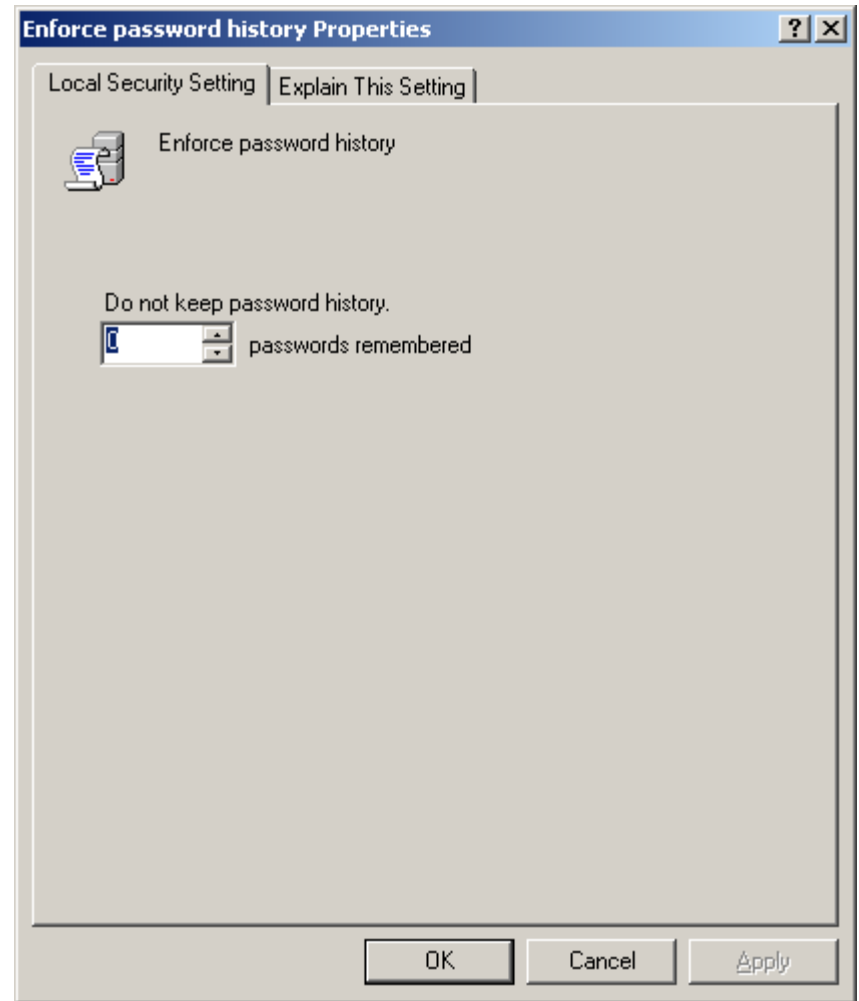 Enforce password history Properties
Local Security Setting
Explain This Setting
Enforce password history
Do not keep password history.
0 passwords remembered
OK
Cancel
Apply